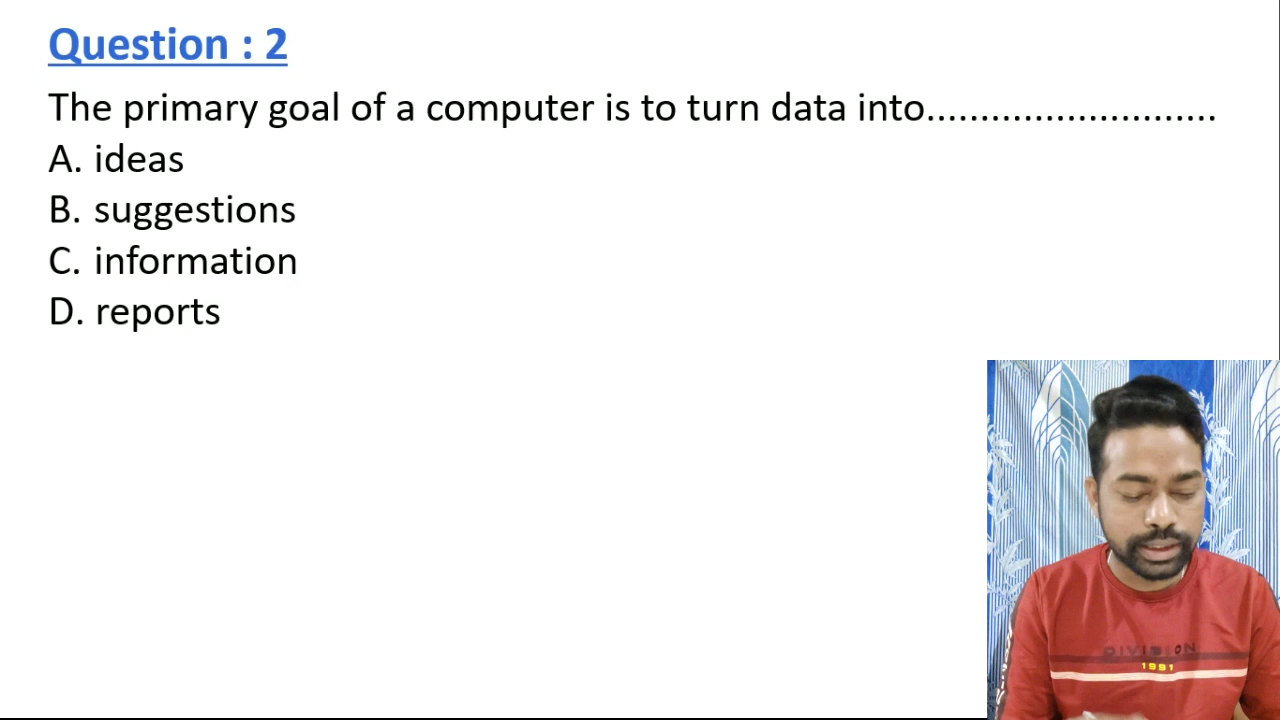 Question : 2
The primary goal of a computer is to turn data into...........................
A. ideas
B. suggestions
C. information
D. reports
DIVISION
1991